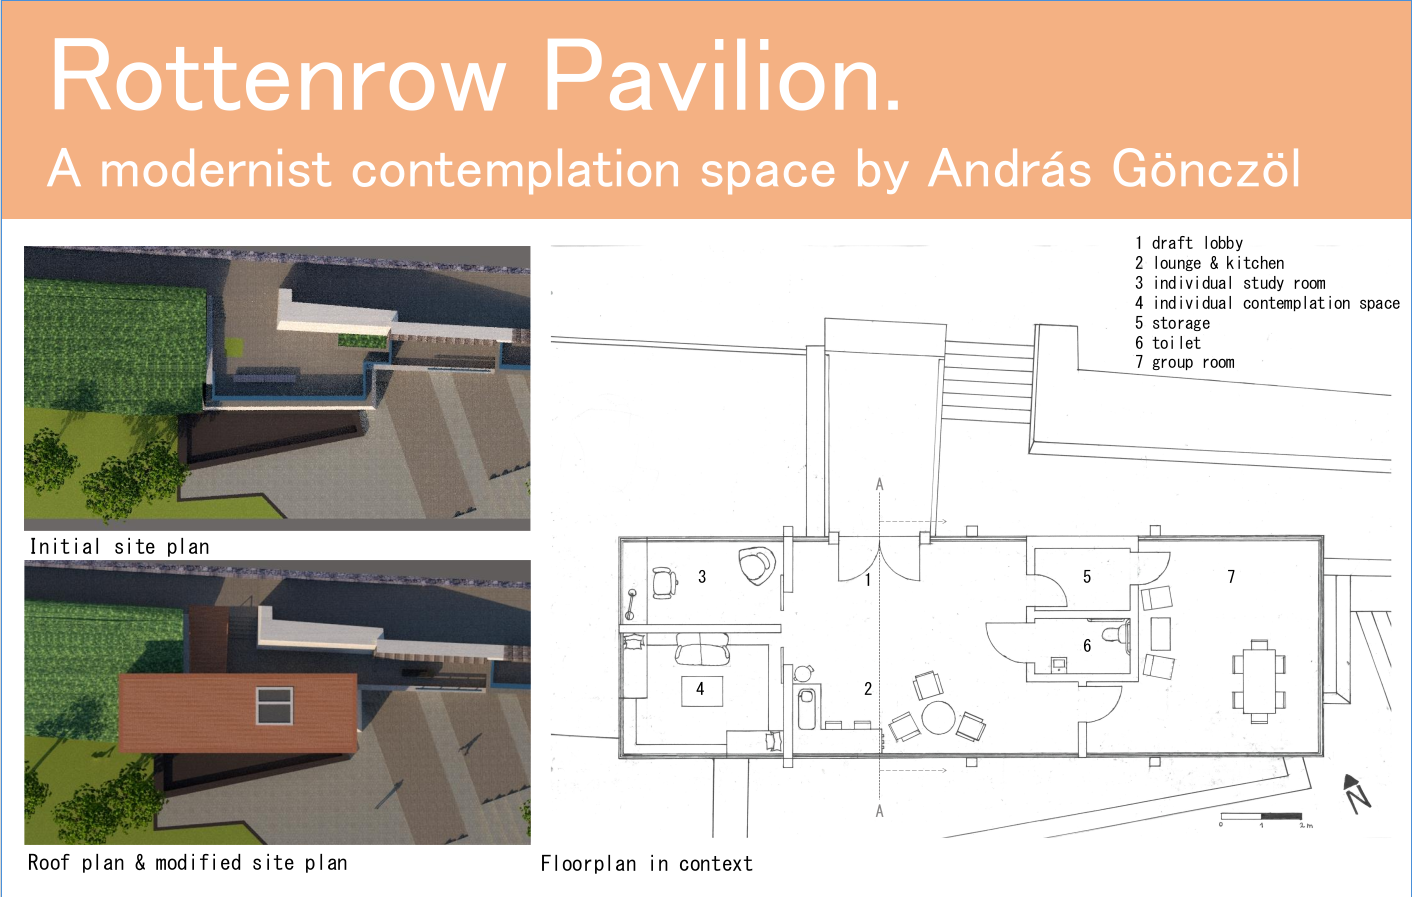 Rottenrow Pavilion.
A modernist contemplation space by András Gönczöl
1 draft lobby
2 lounge & kitchen
3 individual study room
4 individual contemplation space
5 storage
6 toilet
7 group room
Initial site plan
A
3
1
5
7
6
4
2
A
N
0 1 2m
Roof plan & modified site plan
Floorplan in context